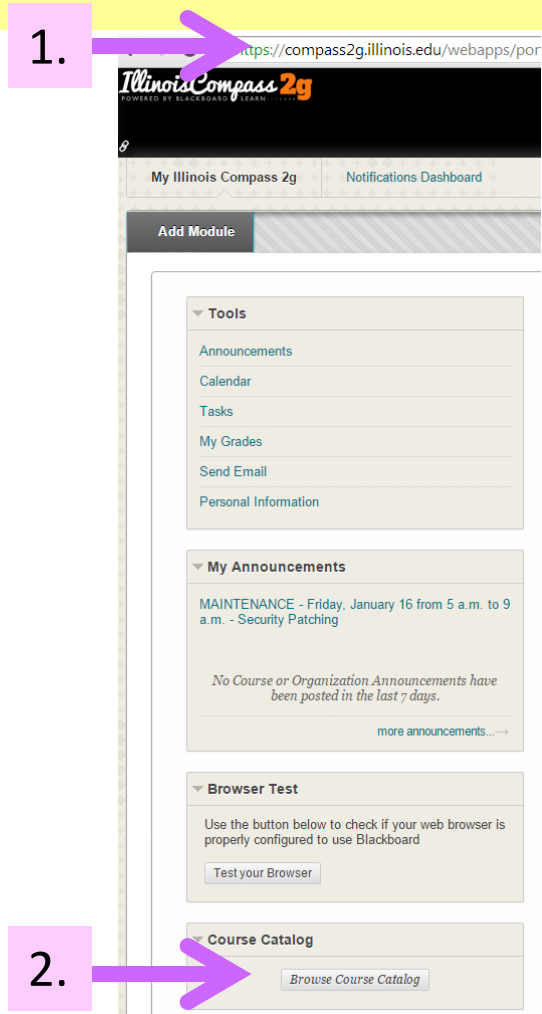 1.
https://compass2g.illinois.edu/webapps/por
IllinoisCompass 2g
POWERED BY BLACKBOARD LEARN
My Illinois Compass 2g Notifications Dashboard
Add Module
Tools
Announcements
Calendar
Tasks
My Grades
Send Email
Personal Information
My Announcements
MAINTENANCE - Friday, January 16 from 5 a.m. to 9
a.m. - Security Patching
No Course or Organization Announcements have
been posted in the last 7 days.
more announcements...→
Browser Test
Use the button below to check if your web browser is
properly configured to use Blackboard
Test your Browser
Course Catalog
2.
Browse Course Catalog